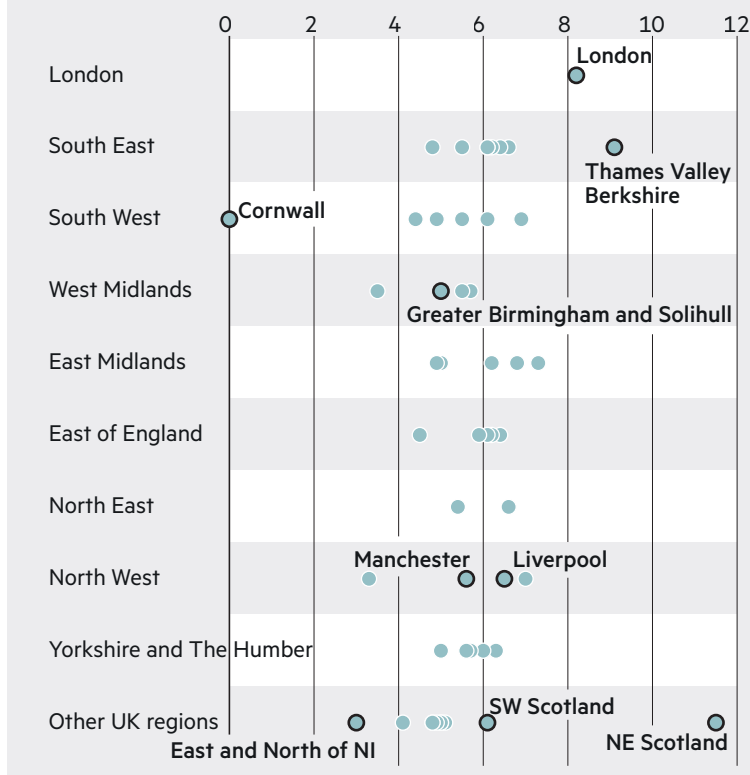 0 2 4 6 8 10 12
London
London
South East
Thames Valley
Berkshire
South West
Cornwall
West Midlands
Greater Birmingham and Solihull
East Midlands
East of England
North East
Manchester
Liverpool
North West
Yorkshire and The Humber
SW Scotland
Other UK regions
NE Scotland
East and North of NI